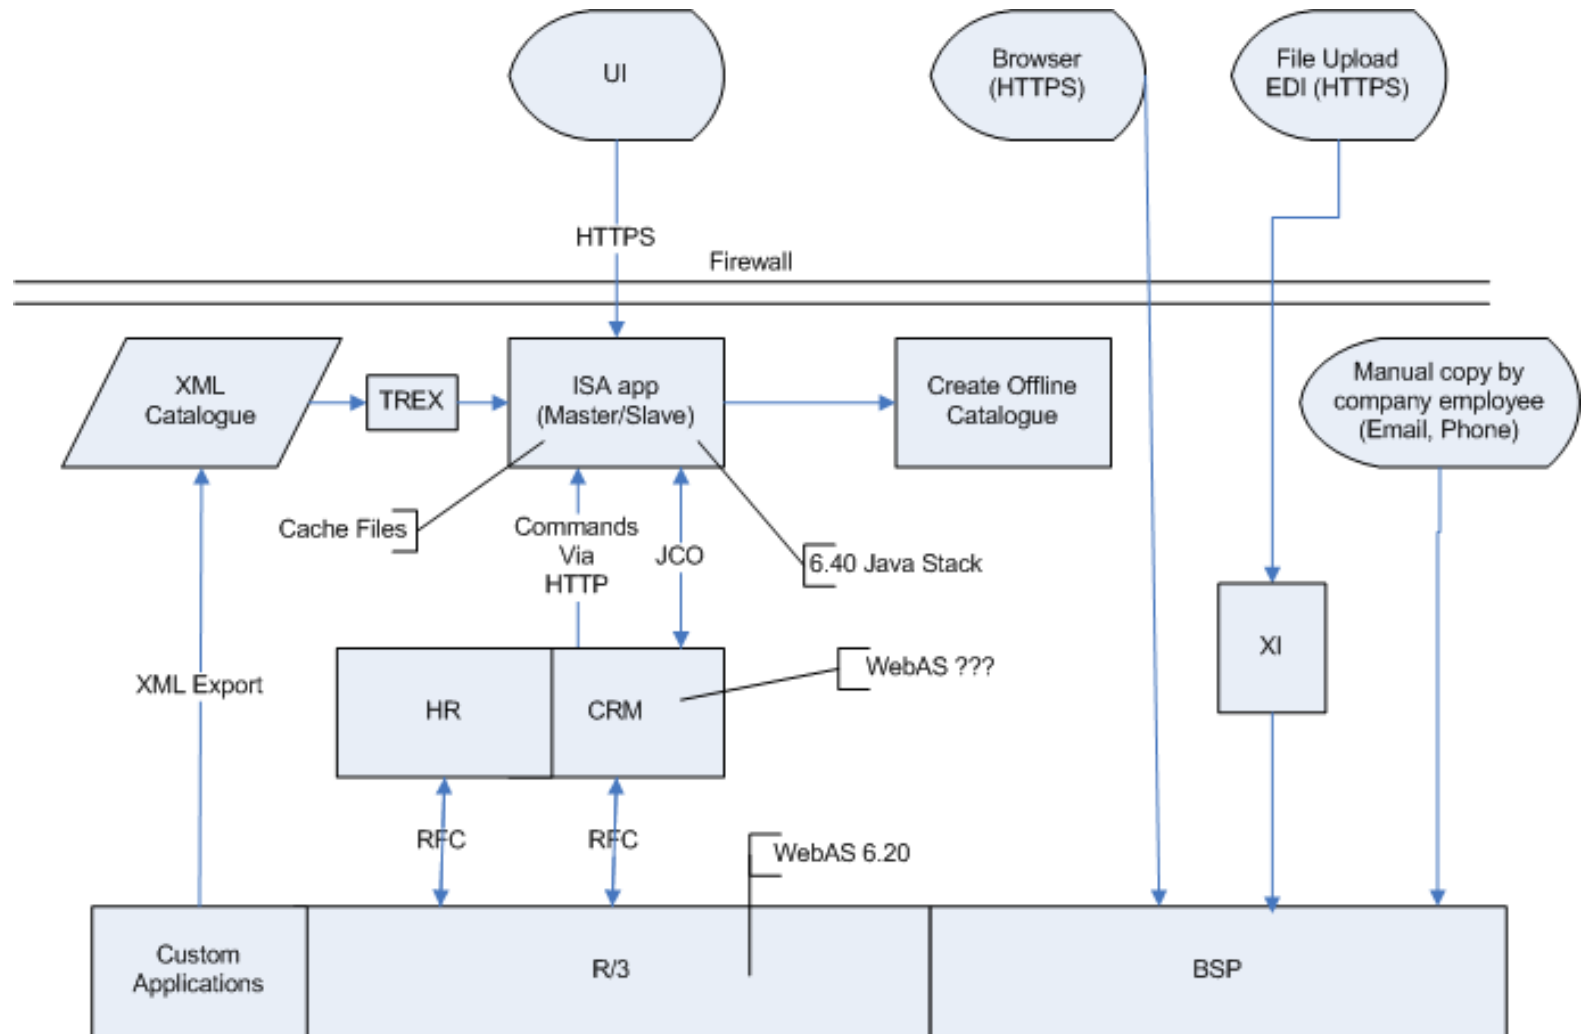 UI
Browser
(HTTPS)
File Upload
EDI (HTTPS)
HTTPS
Firewall
XML
Catalogue
TREX
ISA app
(Master/Slave)
Create Offline
Catalogue
Manual copy by
company employee
(Email, Phone)
Cache Files
Commands
Via
HTTP
JCO
6.40 Java Stack
XI
XML Export
HR
CRM
WebAS ???
RFC
RFC
WebAS 6.20
Custom
Applications
R/3
BSP